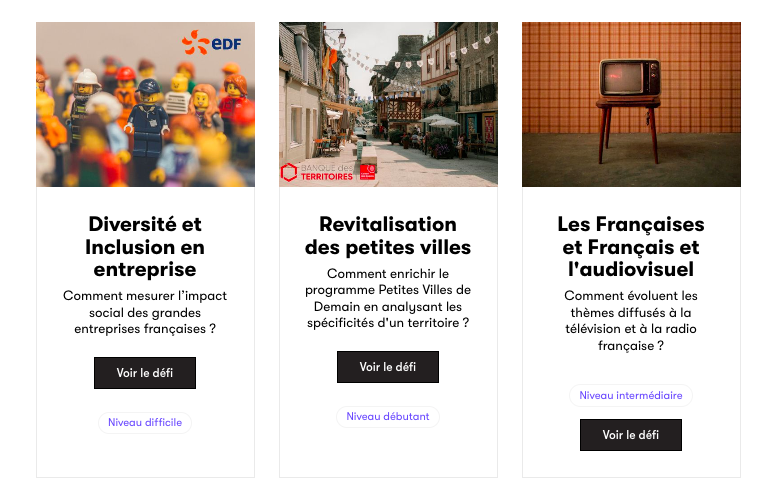 eDF
Diversité et
Inclusion en
entreprise
Comment mesurer l'impact
social des grandes
entreprises françaises ?
Voir le défi
Niveau difficile
BANQUE des
TERRITOIRES
Revitalisation
des petites villes
Comment enrichir le
programme Petites Villes de
Demain en analysant les
spécificités d'un territoire ?
Voir le défi
Niveau débutant
Les Françaises
et Français et
l'audiovisuel
Comment évoluent les
thèmes diffusés à la
télévision et à la radio
française ?
Niveau intermédiaire
Voir le défi